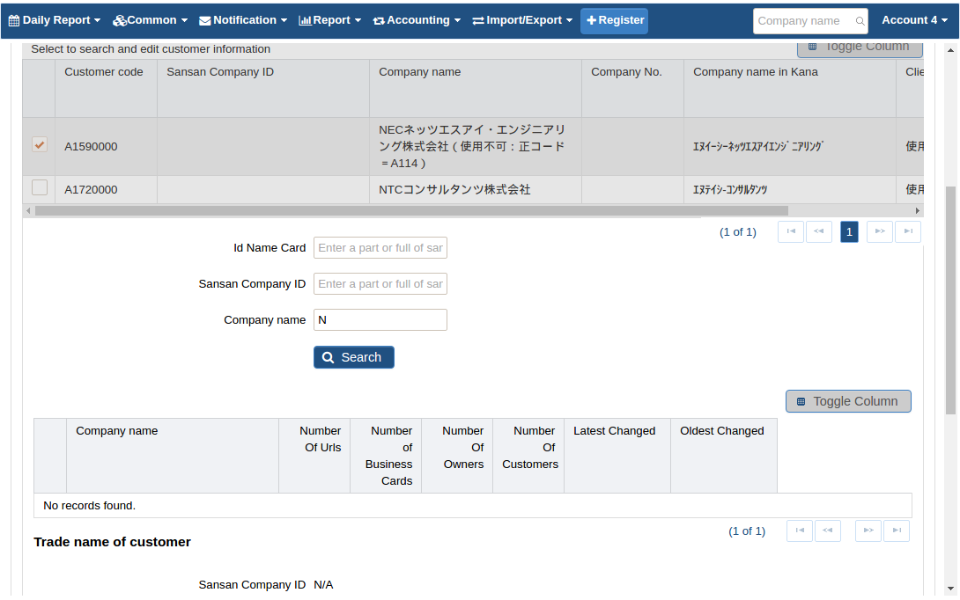 Daily Report Common Notification Report Accounting Import/Export Register Company name Account 4
Select to search and edit customer information Toggle Column
Customer code Sansan Company ID Company name Company No. Company name in Kana Clie
NECネッツエスアイ・エンジニアリ
A1590000 ング株式会社(使用不可:正コード ｴﾇｲｰｼｰﾈｯﾂｴｽｱｲｴﾝｼﾞﾆｱﾘﾝｸﾞ 使用
=A114)
A1720000 NTCコンサルタンツ株式会社 ｴﾇﾃｲｼｰｺﾝｻﾙﾀﾝﾂ 使用
(1 of 1) 1
Id Name Card Enter a part or full of sar
Sansan Company ID Enter a part or full of sar
Company name N
Search
Toggle Column
Company name Number Number Number Number Latest Changed Oldest Changed
Of Urls of Of Of
Business Owners Customers
Cards
No records found.
(1 of 1)
Trade name of customer
Sansan Company ID N/A